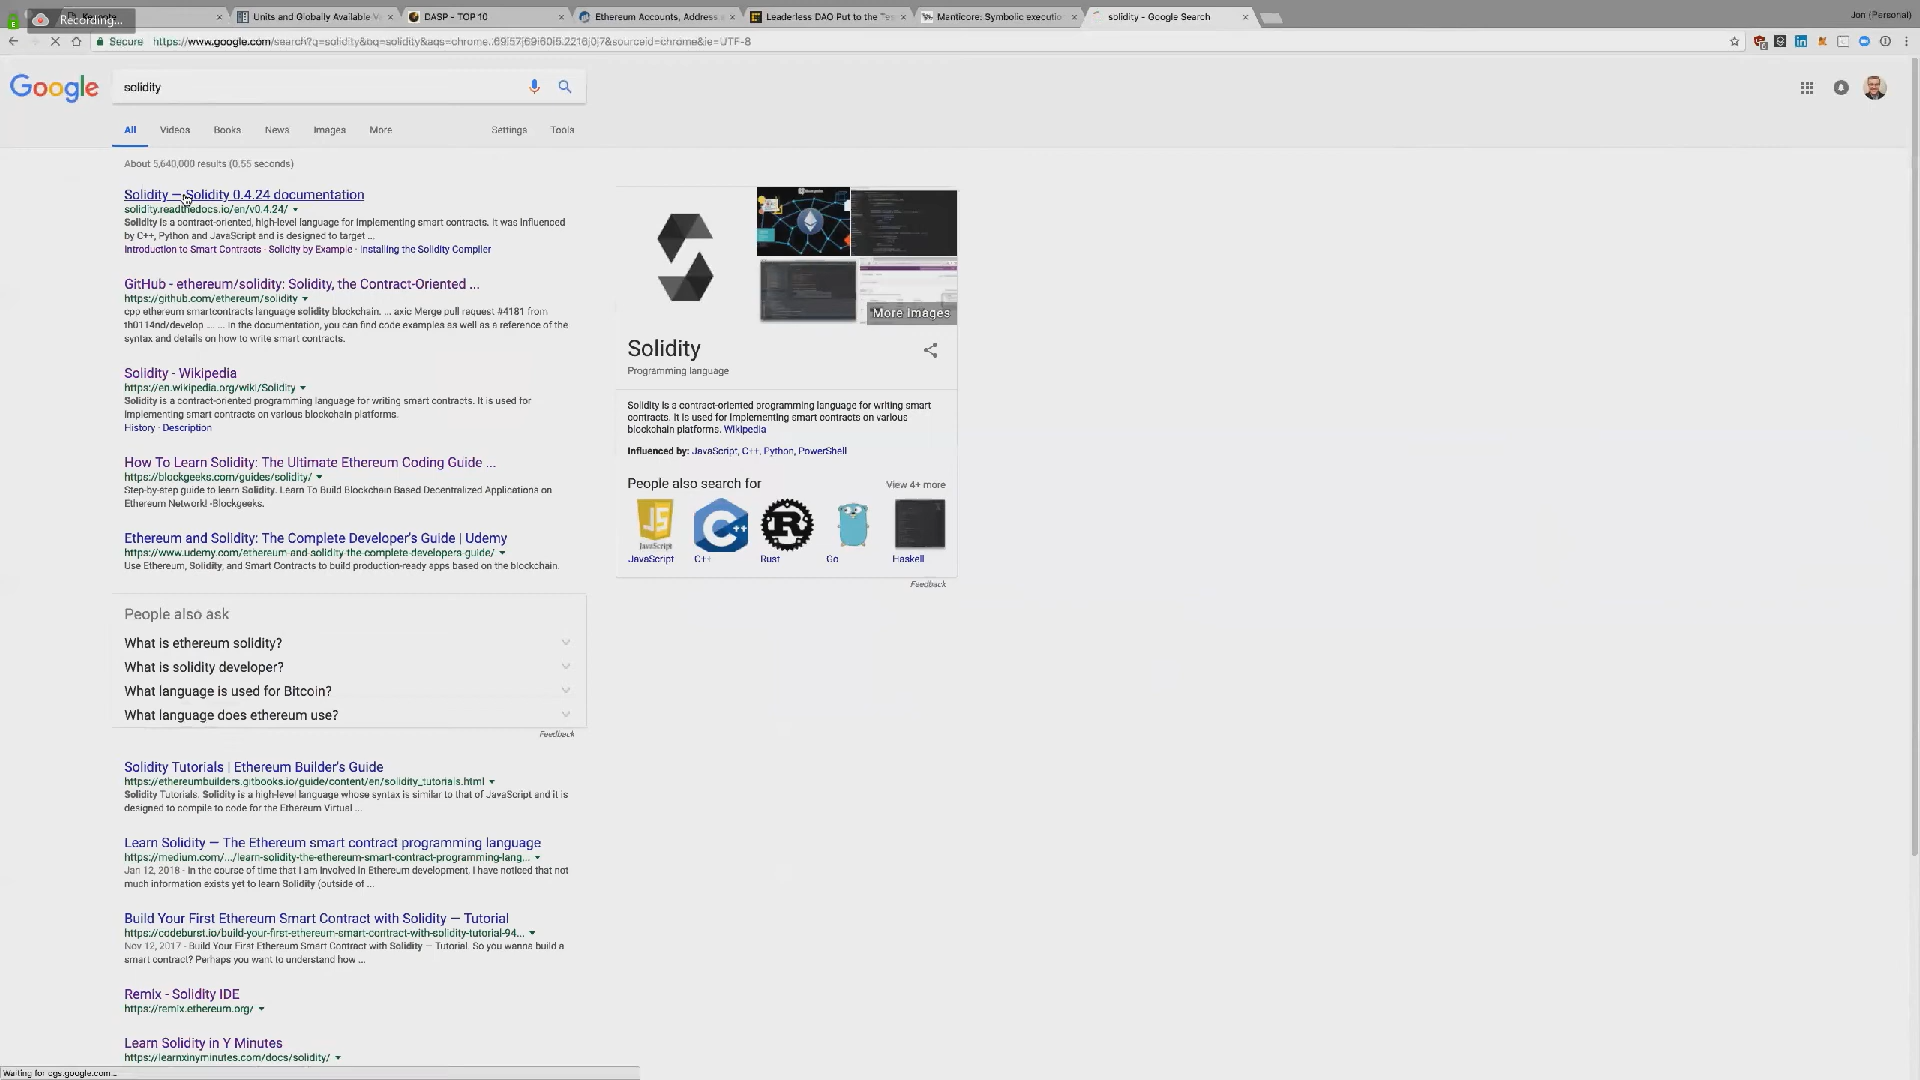 Recording...
Units and Globally Available V
DASP - TOP 10
Ethereum Accounts, Address
Leaderless DAO Put to the Tes
Manticore: Symbolic executio
solidity - Google Search
Jon (Personal)
Secure https://www.google.com/search?q=solidity&oq=solidity&aqs=chrome..69i57j69i60l5.2216j0j7&sourceid=chrome&ie=UTF-8
Google
solidity
All Videos Books News Images More Settings Tools
About 5,640,000 results (0.55 seconds)
Solidity — Solidity 0.4.24 documentation
solidity.readthedocs.io/en/v0.4.24/
Solidity is a contract-oriented, high-level language for implementing smart contracts. It was influenced
by C++, Python and JavaScript and is designed to target ...
Introduction to Smart Contracts · Solidity by Example · Installing the Solidity Compiler
GitHub - ethereum/solidity: Solidity, the Contract-Oriented ...
https://github.com/ethereum/solidity
cpp ethereum smartcontracts language solidity blockchain. ... axic Merge pull request #4181 from
th0114nd/develop .... ... In the documentation, you can find code examples as well as a reference of the
syntax and details on how to write smart contracts.
Solidity - Wikipedia
https://en.wikipedia.org/wiki/Solidity
Solidity is a contract-oriented programming language for writing smart contracts. It is used for
implementing smart contracts on various blockchain platforms.
History · Description
How To Learn Solidity: The Ultimate Ethereum Coding Guide ...
https://blockgeeks.com/guides/solidity/
Step-by-step guide to learn Solidity. Learn To Build Blockchain Based Decentralized Applications on
Ethereum Network! -Blockgeeks.
Ethereum and Solidity: The Complete Developer's Guide | Udemy
https://www.udemy.com/ethereum-and-solidity-the-complete-developers-guide/
Use Ethereum, Solidity, and Smart Contracts to build production-ready apps based on the blockchain.
People also ask
What is ethereum solidity?
What is solidity developer?
What language is used for Bitcoin?
What language does ethereum use?
Feedback
Solidity Tutorials | Ethereum Builder's Guide
https://ethereumbuilders.gitbooks.io/guide/content/en/solidity_tutorials.html
Solidity Tutorials. Solidity is a high-level language whose syntax is similar to that of JavaScript and it is
designed to compile to code for the Ethereum Virtual ...
Learn Solidity — The Ethereum smart contract programming language
https://medium.com/.../learn-solidity-the-ethereum-smart-contract-programming-lang...
Jan 12, 2018 - In the course of time that I am involved in Ethereum development, I have noticed that not
much information exists yet to learn Solidity (outside of ...
Build Your First Ethereum Smart Contract with Solidity — Tutorial
https://codeburst.io/build-your-first-ethereum-smart-contract-with-solidity-tutorial-94...
Nov 12, 2017 - Build Your First Ethereum Smart Contract with Solidity — Tutorial. So you wanna build a
smart contract? Perhaps you want to understand how ...
Remix - Solidity IDE
https://remix.ethereum.org/
Learn Solidity in Y Minutes
https://learnxinyminutes.com/docs/solidity/
More Images
Solidity
Programming language
Solidity is a contract-oriented programming language for writing smart
contracts. It is used for implementing smart contracts on various
blockchain platforms. Wikipedia
Influenced by: JavaScript, C++, Python, PowerShell
People also search for
View 4+ more
JS
JavaScript
C++
R
JavaScript C++ Rust Go Haskell
Feedback
Waiting for ogs.google.com...